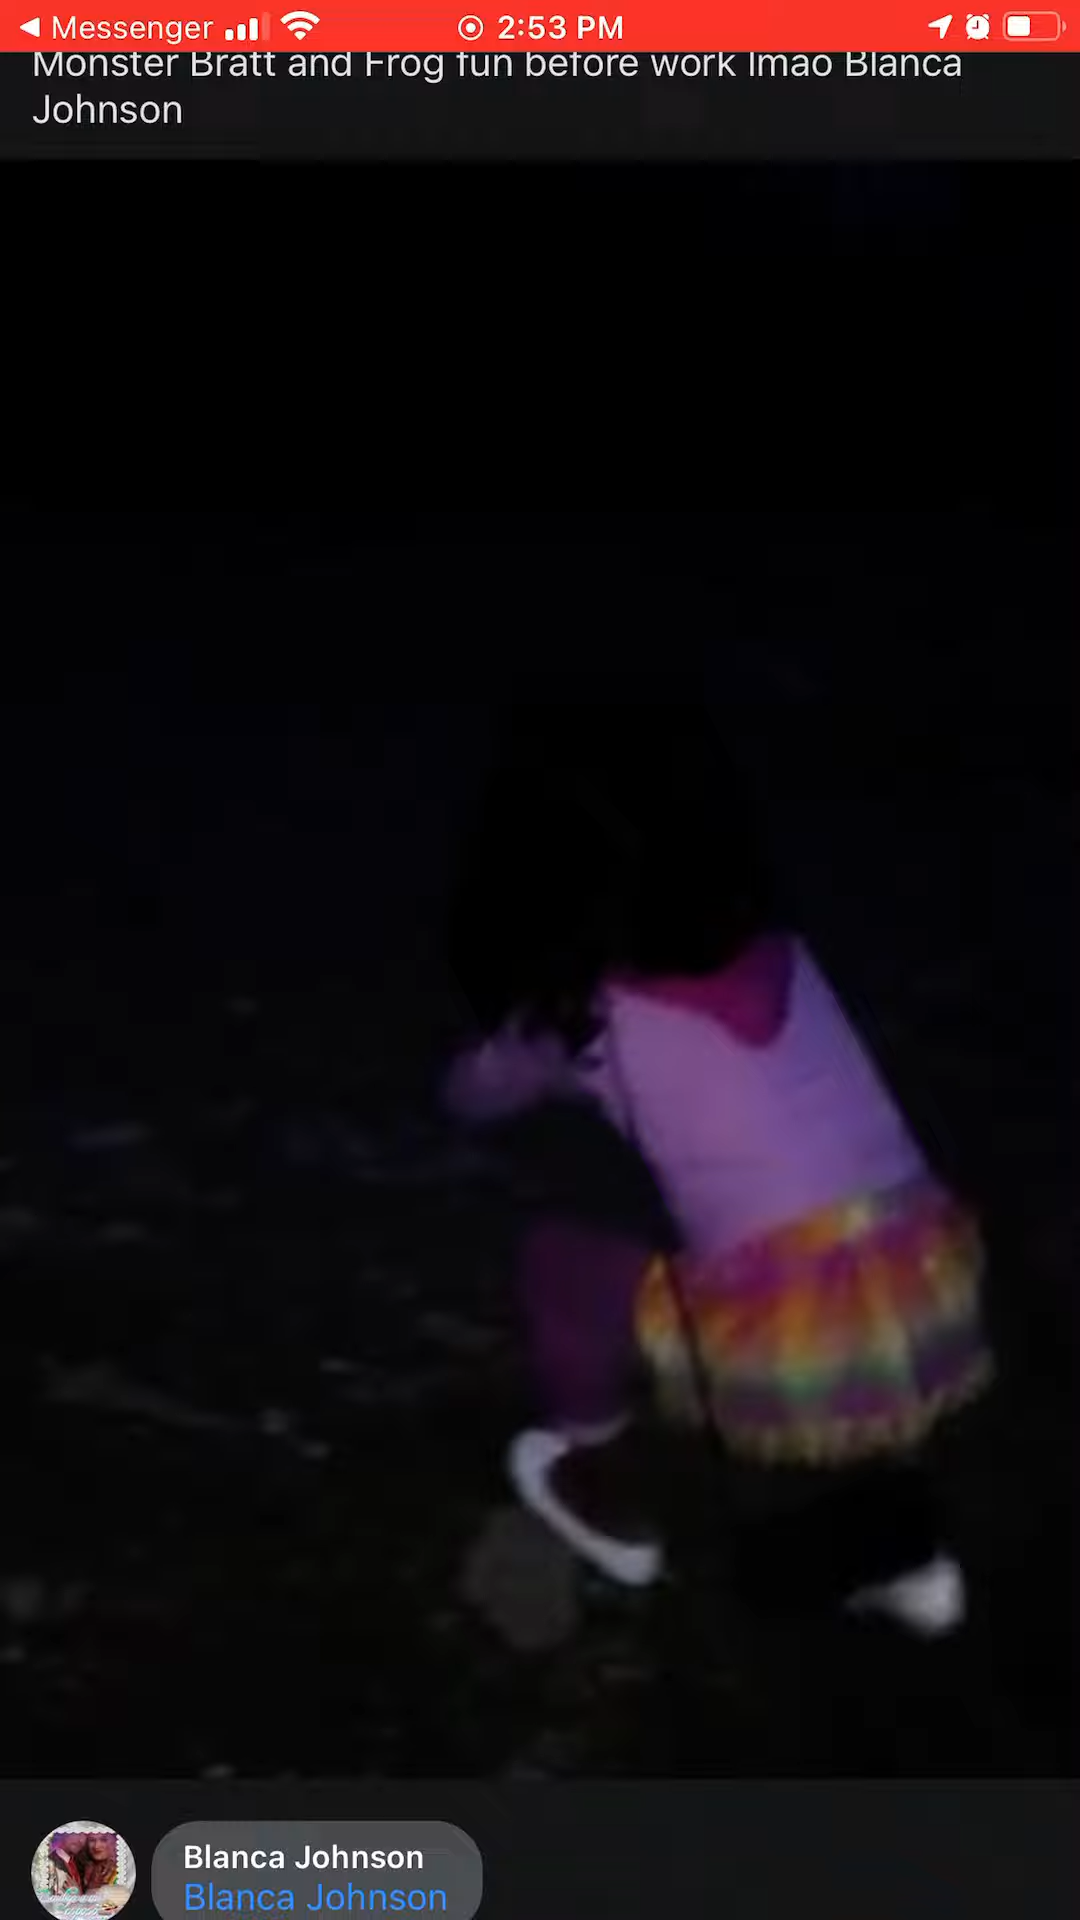 ◀ Messenger 2:53 PM
Monster Bratt and Frog fun before work lmao Blanca
Johnson
Blanca Johnson
Blanca Johnson